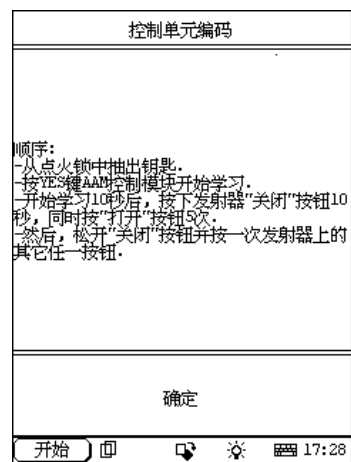 控制单元编码
顺序:
-从点火锁中抽出钥匙.
-按YES键AAM控制模块开始学习.
-开始学习10秒后，按下发射器"关闭"按钮10
秒，同时按"打开"按钮5次.
-然后，松开"关闭"按钮并按一次发射器上的
其它任一按钮.
确定
开始 17:28